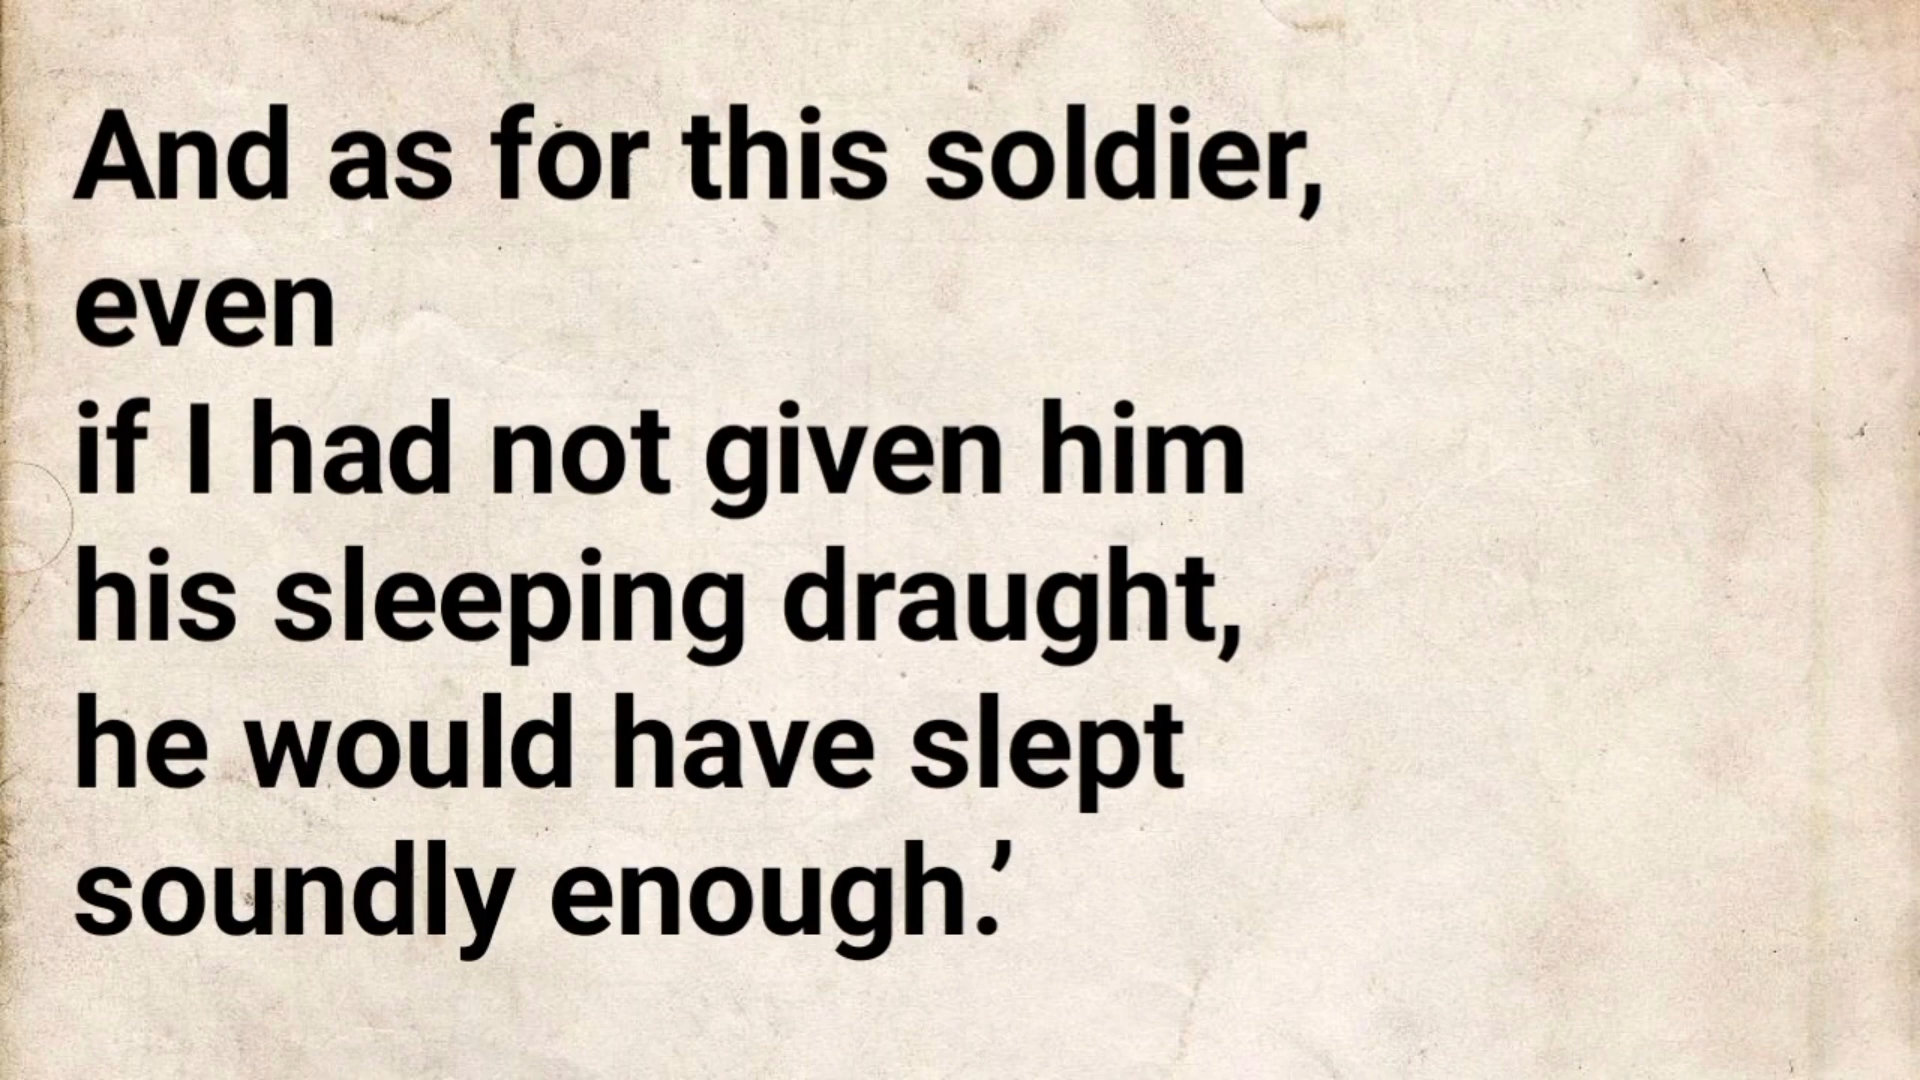 And as for this soldier,
even
if I had not given him
his sleeping draught,
he would have slept
soundly enough.’